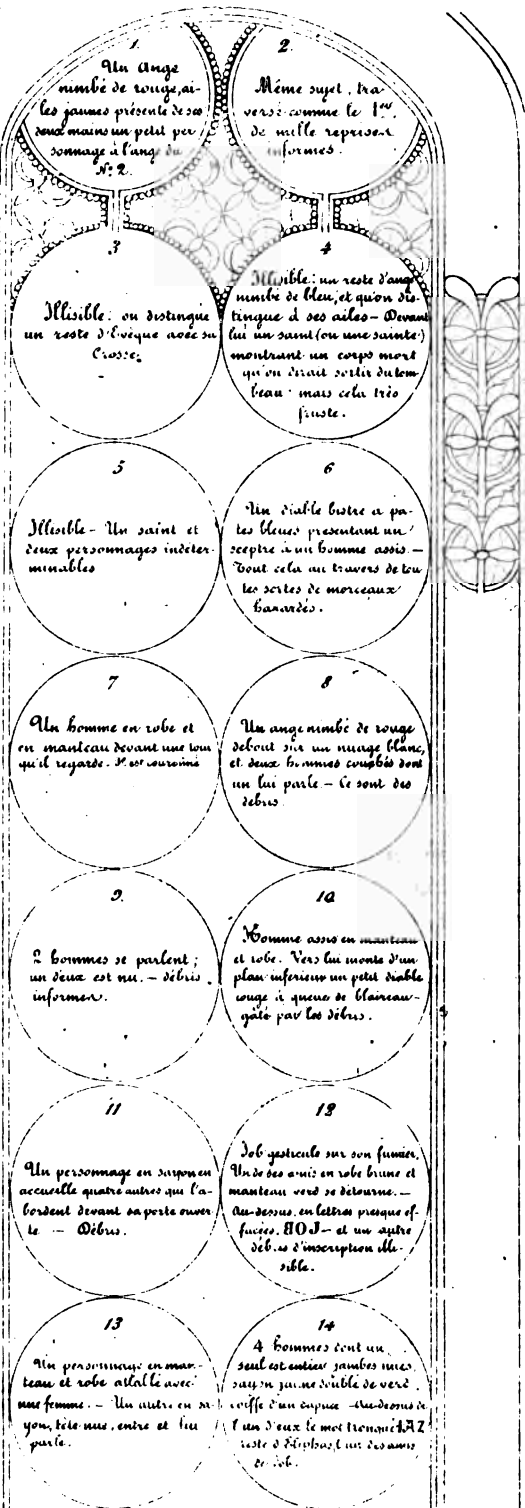 1.
Un Ange
nimbé de rouge, ai-
les jaunes présente de ses
deux mains un petit per
sonnage à l'ange du
Nº 2.
2.
Même sujet, tra
versé comme le 1er,
de mille reprises
informes.
3
Illisible: on distingue
un reste d'Evêque avec sa
Crosse.
4
Illisible: un reste d'ange
nimbé de bleu, et qu'on dis-
tingue à ses ailes — Devant
lui un saint (ou une sainte)
montrant un corps mort
qu'on dirait sortir du tom
beau mais cela très
fruste.
5
Illisible – Un saint et
deux personnages indéter-
minables
6
Un diable bistre a pa-
tes bleues presentant un
sceptre à un homme assis. —
Tout cela au travers de tou
tes sortes de morceaux
hazardés.
7
Un homme en robe et
en manteau devant une tour
qu'il regarde. Il est couronné
8
Un ange nimbé de rouge
debout sur un nuage blanc,
et deux hommes courbés dont
un lui parle. — Ce sont des
débris.
9.
2 hommes se parlent;
un d'eux est nu. — débris
informes.
10
Homme assis en manteau
et robe. Vers lui monte d'un
plan inferieur un petit diable
rouge à queue de blaireau-
gâté par les débris.
11
Un personnage en sayon en
accueille quatre autres qui l'a-
bordent devant sa porte ouver
te — Débris.
12
Job gesticule sur son fumier.
Un de ses amis en robe brune et
manteau verd se détourne. —
Au-dessus, en lettres presque ef-
facées. BOJ — et un autre
débris d'inscription illi-
sible.
13
Un personnage en man-
teau et robe attablé avec
une femme. — Un autre en sa-
yon, tête nue, entre et lui
parle.
14
4 hommes dont un
seul est entier jambes nues,
sayon jaune doublé de verd
coiffé d'un capuce — Au-dessus de
l'un d'eux le mot tronqué LAZ
reste d'Eliphas, l'un des amis
de Job.